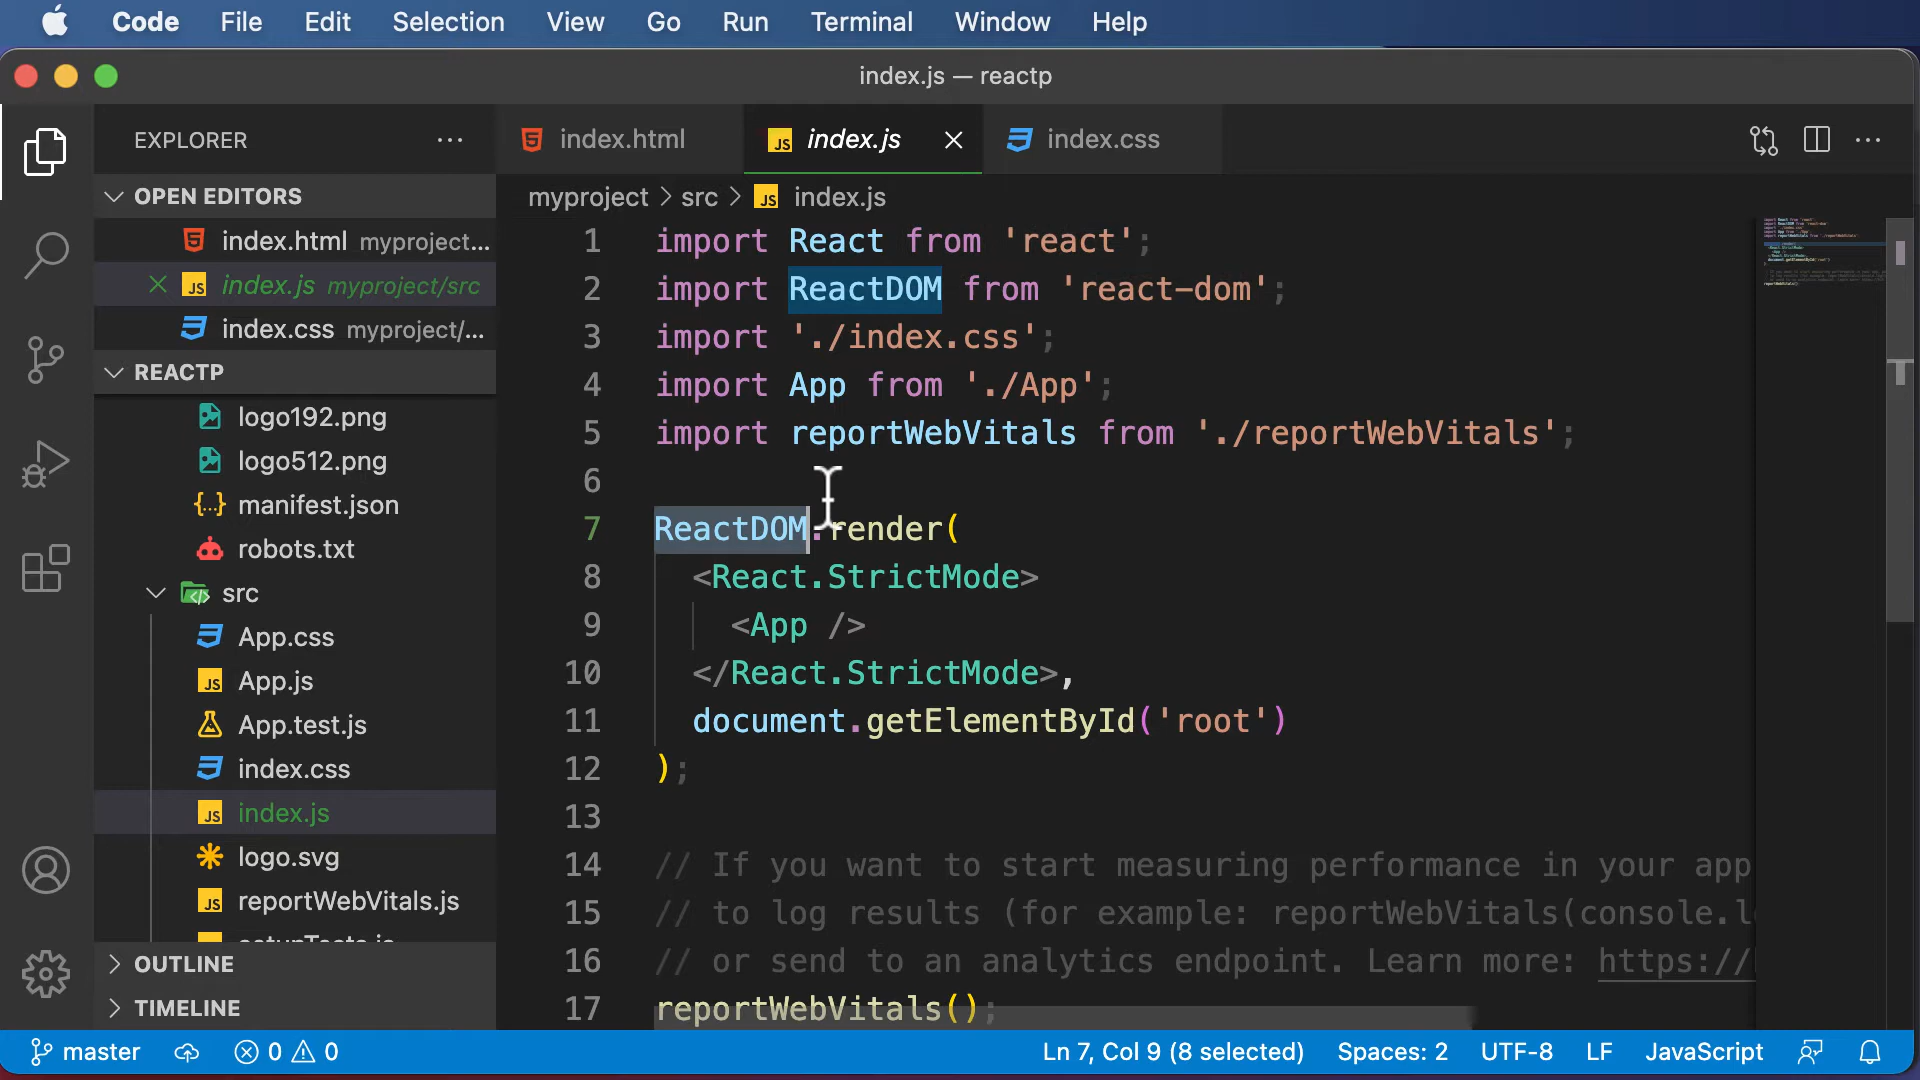 Code File Edit Selection View Go Run Terminal Window Help
index.js — reactp
EXPLORER
index.html
JS index.js
index.css
OPEN EDITORS
index.html myproject...
JS index.js myproject/src
index.css myproject/...
REACTP
logo192.png
logo512.png
manifest.json
robots.txt
src
App.css
JS App.js
App.test.js
index.css
JS index.js
logo.svg
JS reportWebVitals.js
OUTLINE
TIMELINE
myproject > src > JS index.js
1 import React from 'react';
2 import ReactDOM from 'react-dom';
3 import './index.css';
4 import App from './App';
5 import reportWebVitals from './reportWebVitals';
6
7 ReactDOM.render(
8 <React.StrictMode>
9 <App />
10 </React.StrictMode>,
11 document.getElementById('root')
12 );
13
14 // If you want to start measuring performance in your app
15 // to log results (for example: reportWebVitals(console.l
16 // or send to an analytics endpoint. Learn more: https://
17 reportWebVitals();
master 0 0 Ln 7, Col 9 (8 selected) Spaces: 2 UTF-8 LF JavaScript